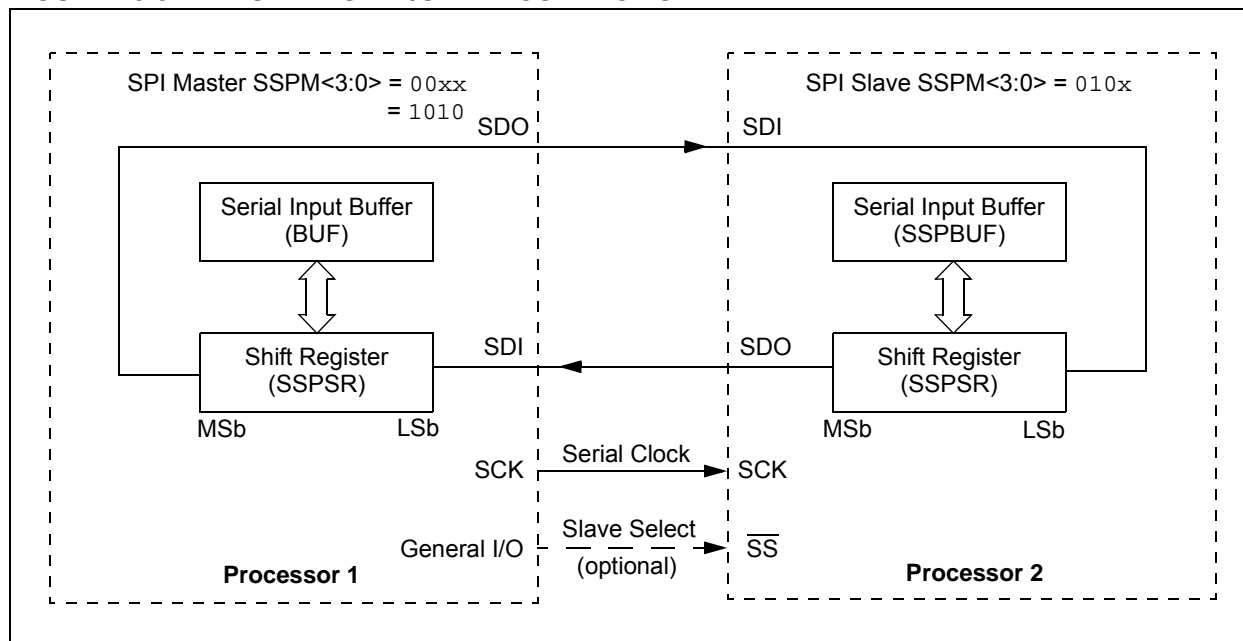 SPI Master SSPM<3:0> = 00xx
= 1010
SDO
Serial Input Buffer
(BUF)
Shift Register
(SSPSR)
MSb
LSb
SDI
SCK
General I/O
Processor 1
Serial Clock
Slave Select
(optional)
SPI Slave SSPM<3:0> = 010x
SDI
Serial Input Buffer
(SSPBUF)
SDO
Shift Register
(SSPSR)
MSb
LSb
SCK
SS
Processor 2